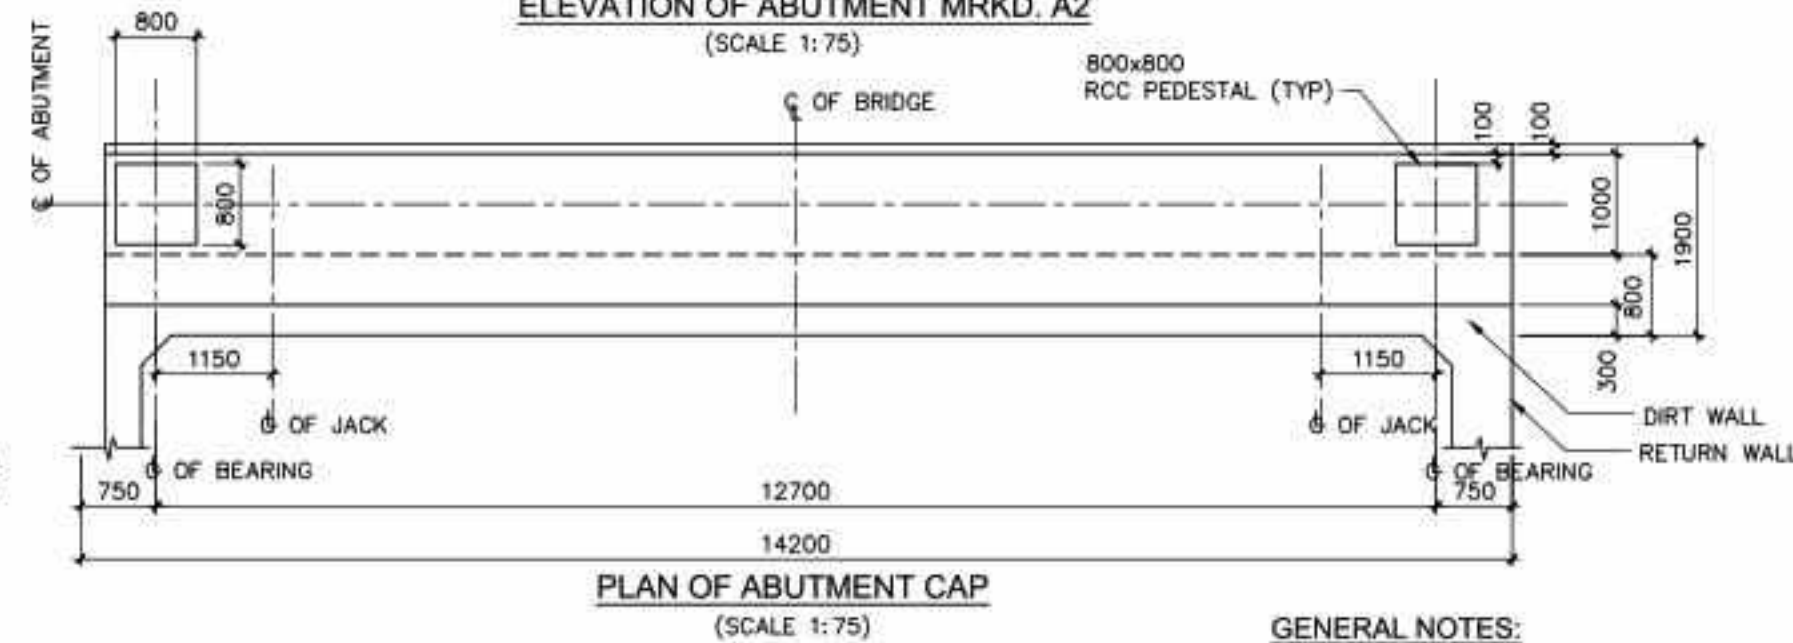 ELEVATION OF ABUTMENT MRKD. A2
(SCALE 1:75)
800
℄ OF ABUTMENT
℄ OF BRIDGE
800x800
RCC PEDESTAL (TYP)
100
100
800
1000
1900
800
300
1150
1150
℄ OF JACK
℄ OF JACK
DIRT WALL
RETURN WALL
℄ OF BEARING
℄ OF BEARING
750
12700
750
14200
PLAN OF ABUTMENT CAP
(SCALE 1:75)
GENERAL NOTES: